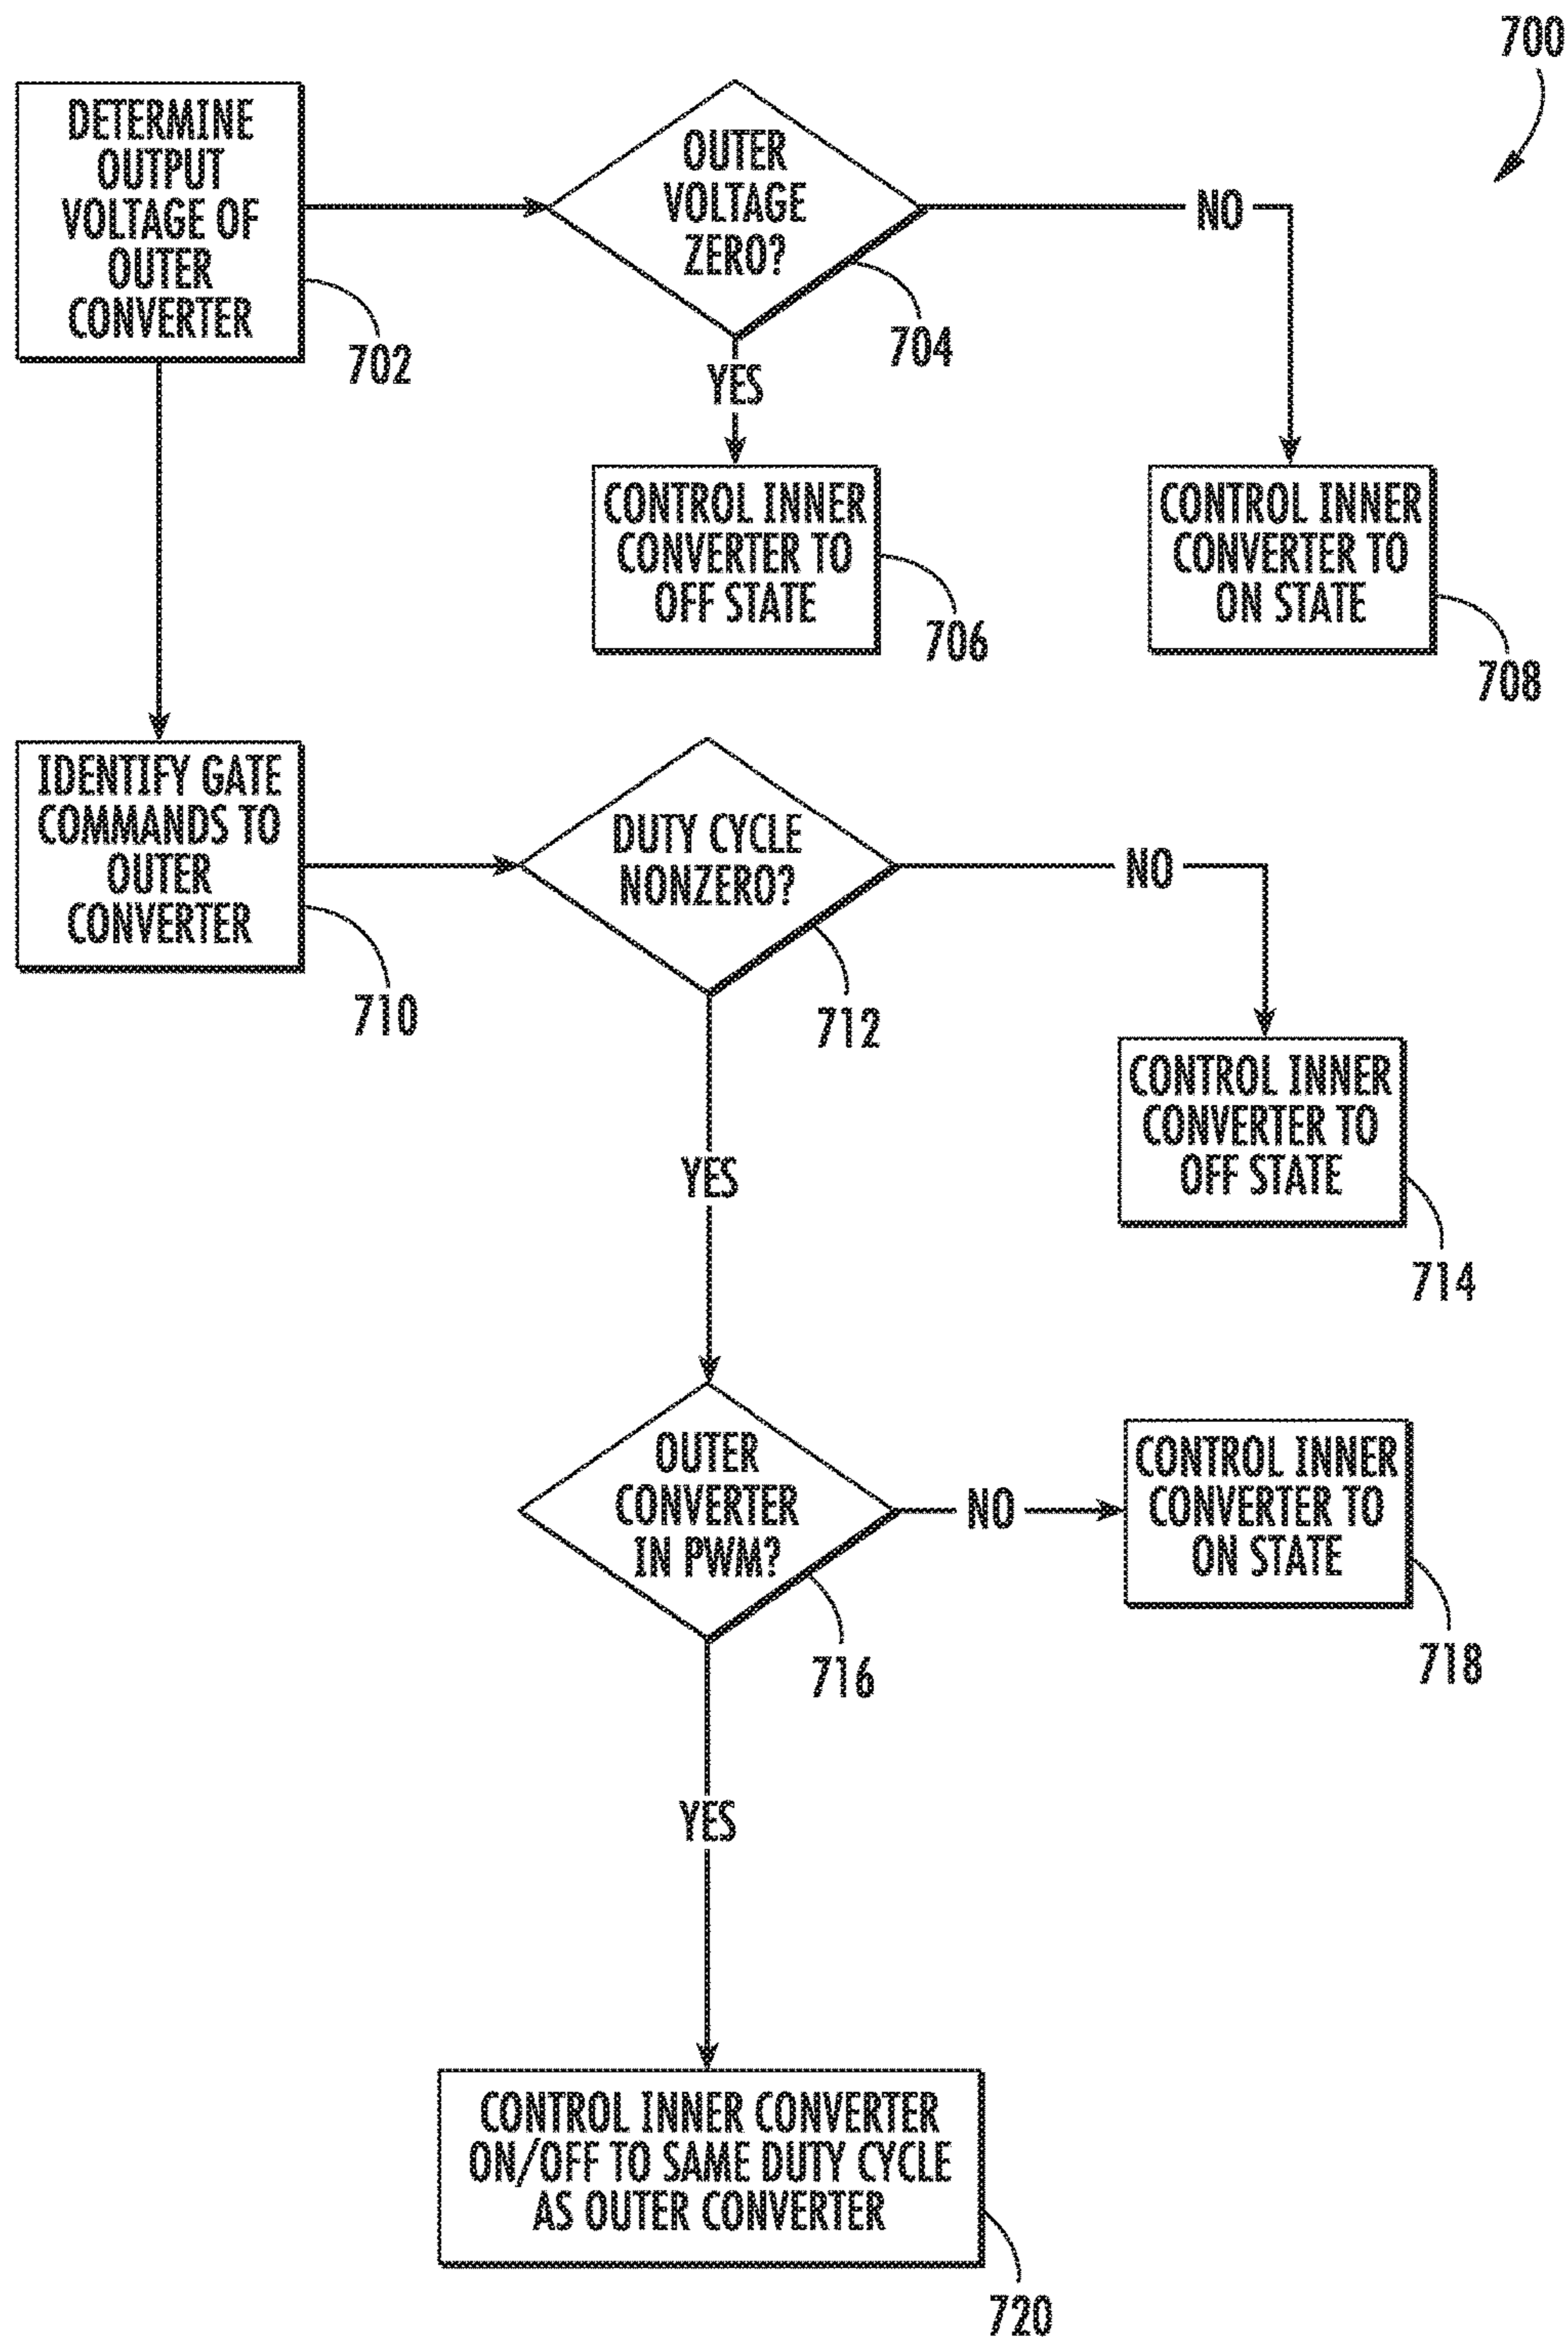 700
DETERMINE
OUTPUT
VOLTAGE OF
OUTER
CONVERTER
702
OUTER
VOLTAGE
ZERO?
704
NO
YES
CONTROL INNER
CONVERTER TO
OFF STATE
706
CONTROL INNER
CONVERTER TO
ON STATE
708
IDENTIFY GATE
COMMANDS TO
OUTER
CONVERTER
710
DUTY CYCLE
NONZERO?
712
NO
CONTROL INNER
CONVERTER TO
OFF STATE
714
YES
OUTER
CONVERTER
IN PWM?
716
NO
CONTROL INNER
CONVERTER TO
ON STATE
718
YES
CONTROL INNER CONVERTER
ON/OFF TO SAME DUTY CYCLE
AS OUTER CONVERTER
720